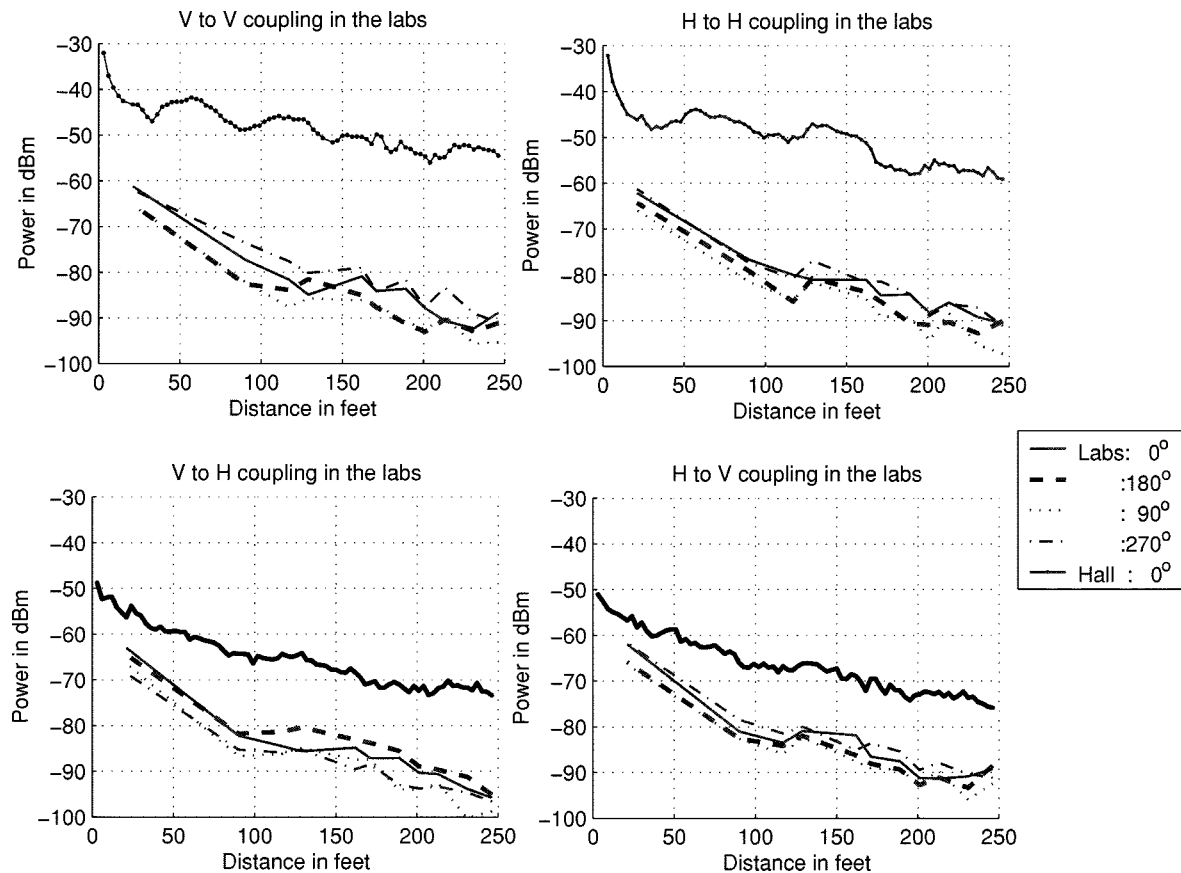 V to V coupling in the labs
Power in dBm
−30
−40
−50
−60
−70
−80
−90
−100
0 50 100 150 200 250
Distance in feet
H to H coupling in the labs
Power in dBm
−30
−40
−50
−60
−70
−80
−90
−100
0 50 100 150 200 250
Distance in feet
V to H coupling in the labs
Power in dBm
−30
−40
−50
−60
−70
−80
−90
−100
0 50 100 150 200 250
Distance in feet
H to V coupling in the labs
Power in dBm
−30
−40
−50
−60
−70
−80
−90
−100
0 50 100 150 200 250
Distance in feet
Labs: 0°
:180°
: 90°
:270°
Hall : 0°